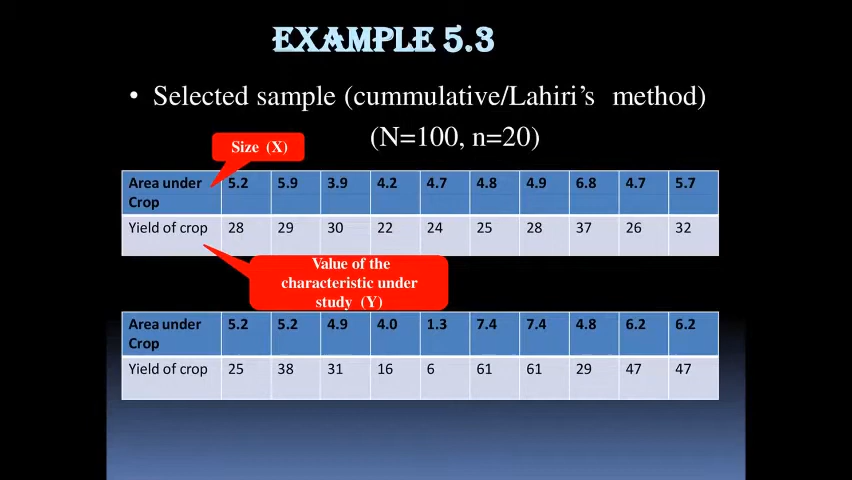 EXAMPLE 5.3
• Selected sample (cummulative/Lahiri's method)
(N=100, n=20)
Size (X)
Area under Crop 5.2 5.9 3.9 4.2 4.7 4.8 4.9 6.8 4.7 5.7
Yield of crop 28 29 30 22 24 25 28 37 26 32
Value of the
characteristic under
study (Y)
Area under Crop 5.2 5.2 4.9 4.0 1.3 7.4 7.4 4.8 6.2 6.2
Yield of crop 25 38 31 16 6 61 61 29 47 47